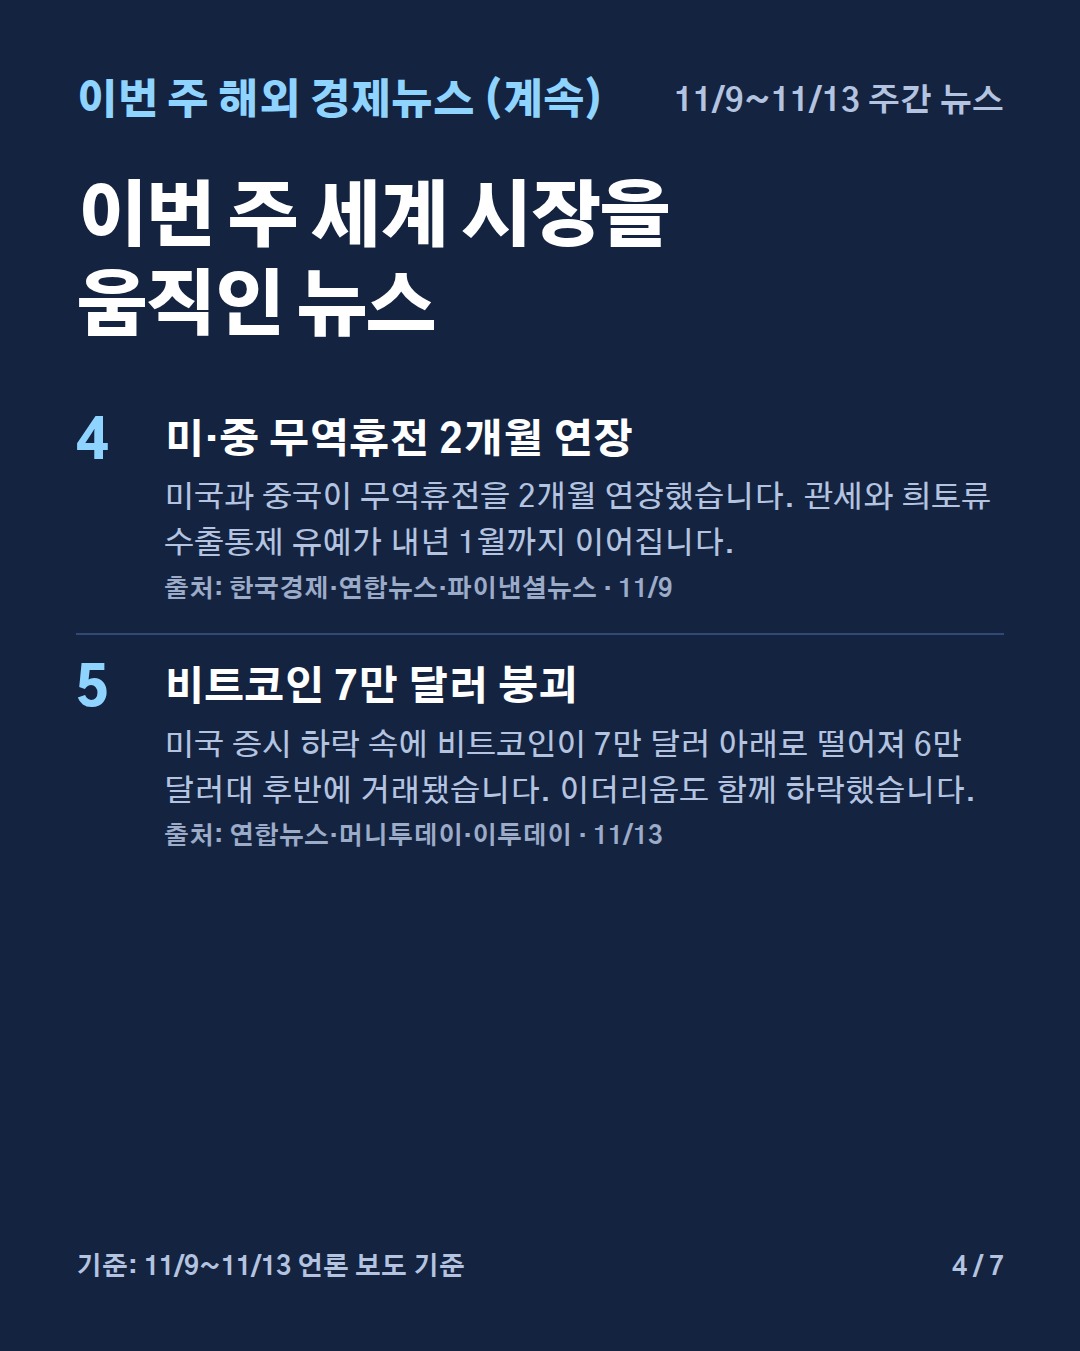 이번 주 해외 경제뉴스 (계속)
11/9~11/13 주간 뉴스
이번 주 세계 시장을
움직인 뉴스
4
미·중 무역휴전 2개월 연장
미국과 중국이 무역휴전을 2개월 연장했습니다. 관세와 희토류
수출통제 유예가 내년 1월까지 이어집니다.
출처: 한국경제·연합뉴스·파이낸셜뉴스 · 11/9
5
비트코인 7만 달러 붕괴
미국 증시 하락 속에 비트코인이 7만 달러 아래로 떨어져 6만
달러대 후반에 거래됐습니다. 이더리움도 함께 하락했습니다.
출처: 연합뉴스·머니투데이·이투데이 · 11/13
기준: 11/9~11/13 언론 보도 기준
4 / 7